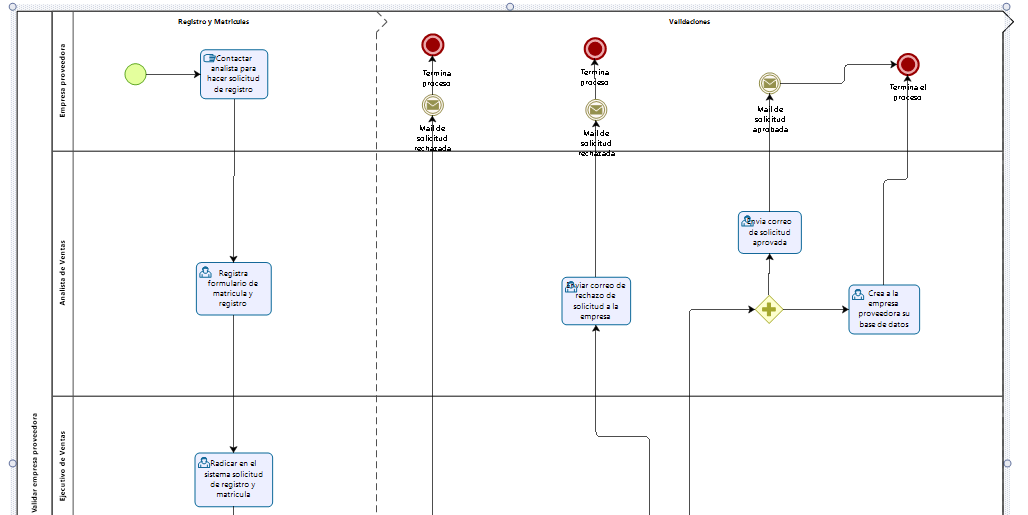 Registro y Matriculas
Validaciones
Validar empresa proveedora
Empresa proveedora
Contactar
analista para
hacer solicitud
de registro
Termina
proceso
Mail de
solicitud
rechazada
Termina
proceso
Mail de
solicitud
rechazada
Mail de
solicitud
aprobada
Termina el
proceso
Analista de Ventas
Registra
formulario de
matricula y
registro
Enviar correo de
rechazo de
solicitud a la
empresa
Envia correo
de solicitud
aprovada
Crea a la
empresa
proveedora su
base de datos
Ejecutivo de Ventas
Radicar en el
sistema solicitud
de registro y
matricula